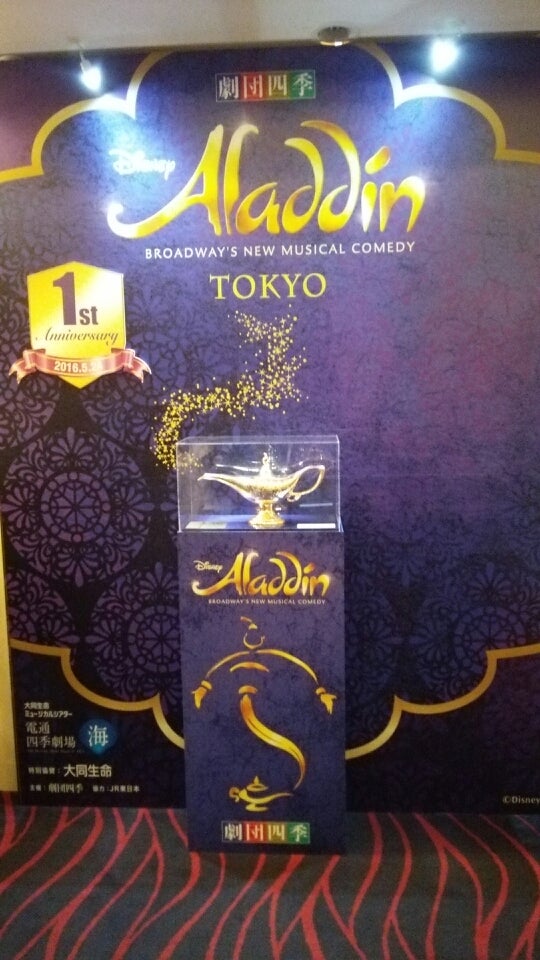 劇団四季
Disney
Aladdin
BROADWAY'S NEW MUSICAL COMEDY
TOKYO
1st
Anniversary
2016.5.24
Disney
Aladdin
BROADWAY'S NEW MUSICAL COMEDY
大同生命
ミュージカルシアター
電通
四季劇場
海
特別協賛：大同生命
主催：劇団四季 協力：JR東日本
劇団四季
©Disney